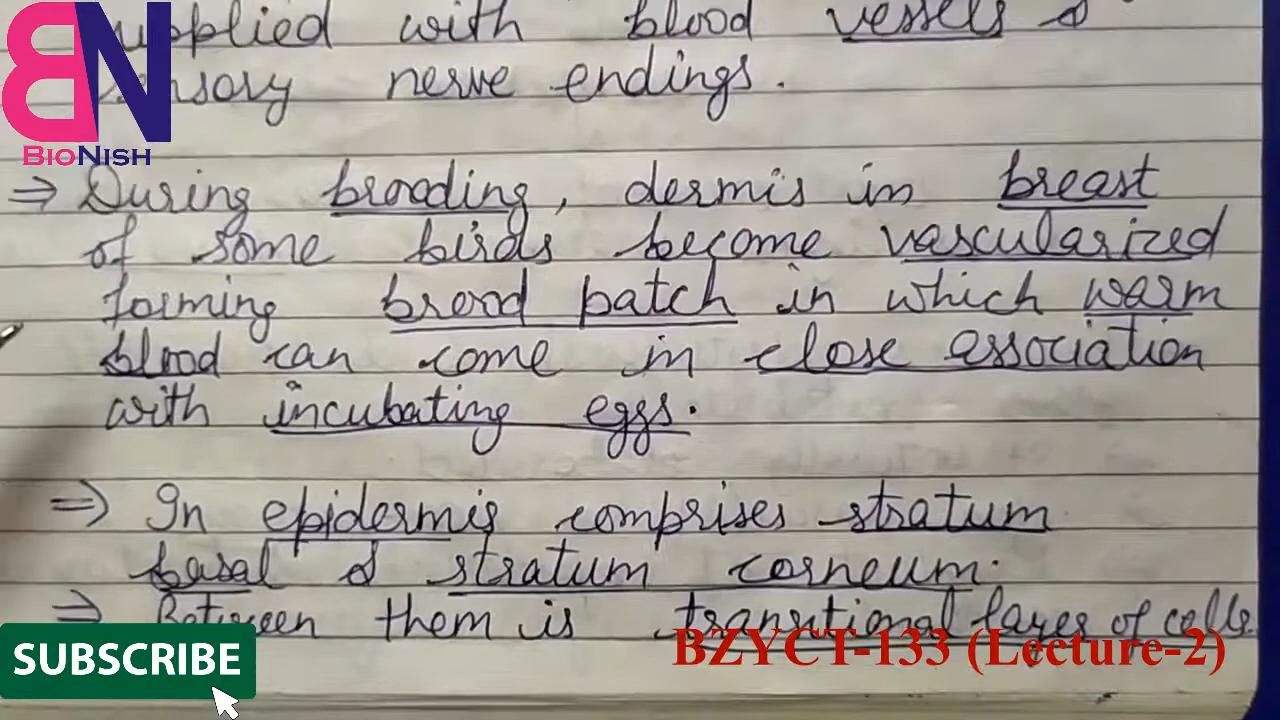 supplied with blood vessels &
sensory nerve endings.
BN
BIONISH
⇒ During brooding, dermis in breast
of some birds become vascularized
forming brood patch in which warm
blood can come in close association
with incubating eggs.
⇒ In epidermis comprises stratum
basal & stratum corneum.
⇒ Between them is transitional layer of cells
SUBSCRIBE
BZYCT-133 (Lecture-2)